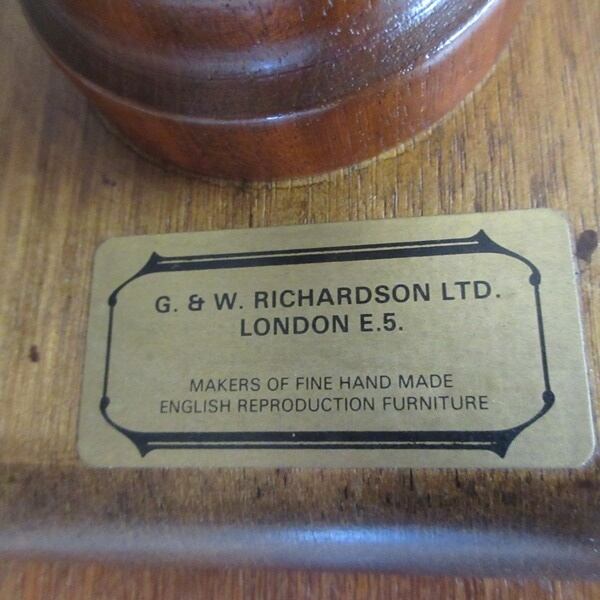 G. & W. RICHARDSON LTD.
LONDON E.5.
MAKERS OF FINE HAND MADE
ENGLISH REPRODUCTION FURNITURE